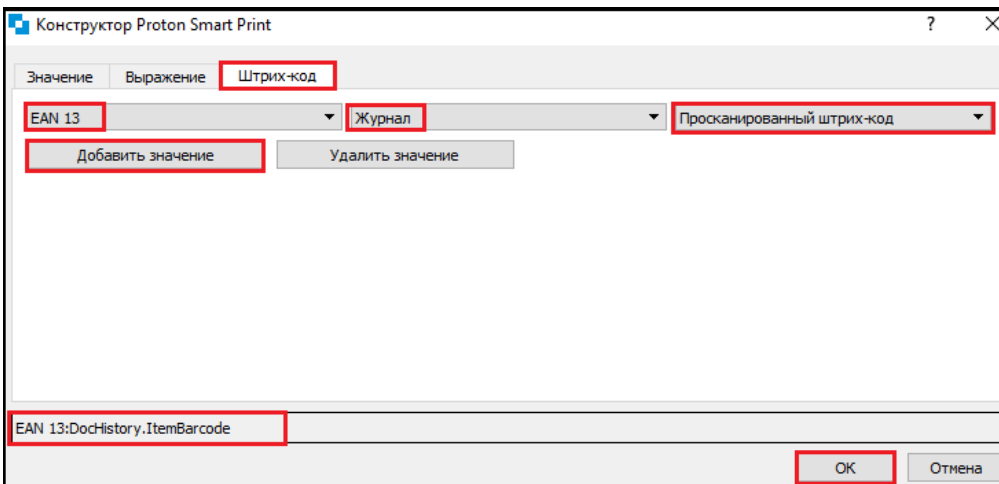 Конструктор Proton Smart Print ?
Значение Выражение Штрих-код
EAN 13 Журнал Просканированный штрих-код
Добавить значение Удалить значение
EAN 13:DocHistory.ItemBarcode
OK Отмена